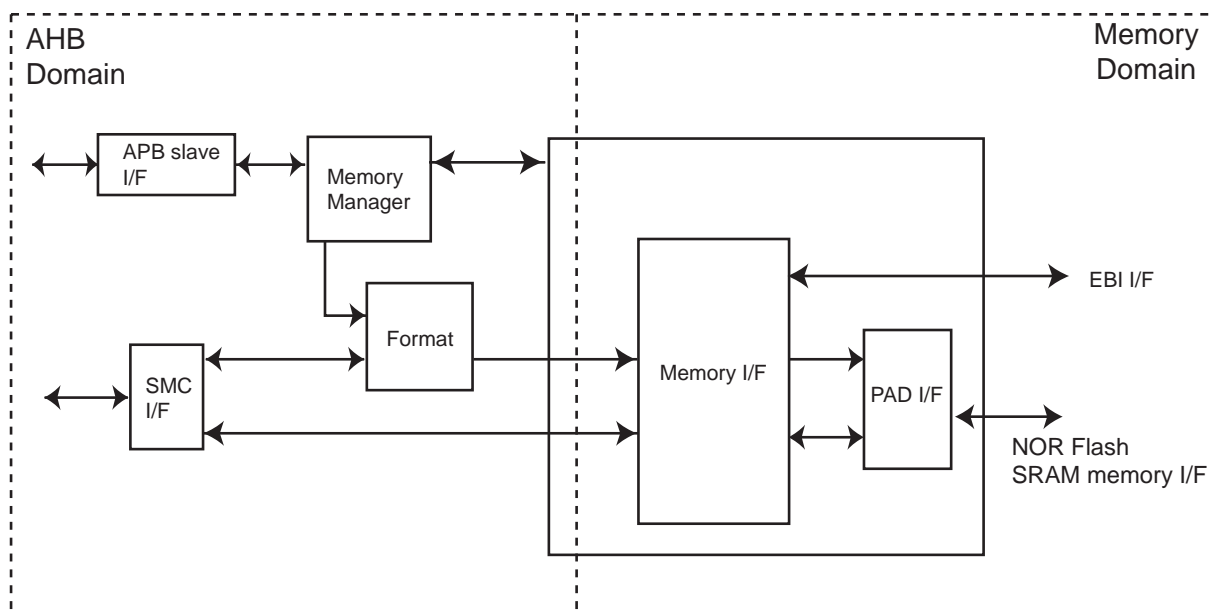 AHB
Domain
Memory
Domain
APB slave
I/F
Memory
Manager
EBI I/F
Format
Memory I/F
SMC
I/F
PAD I/F
NOR Flash
SRAM memory I/F